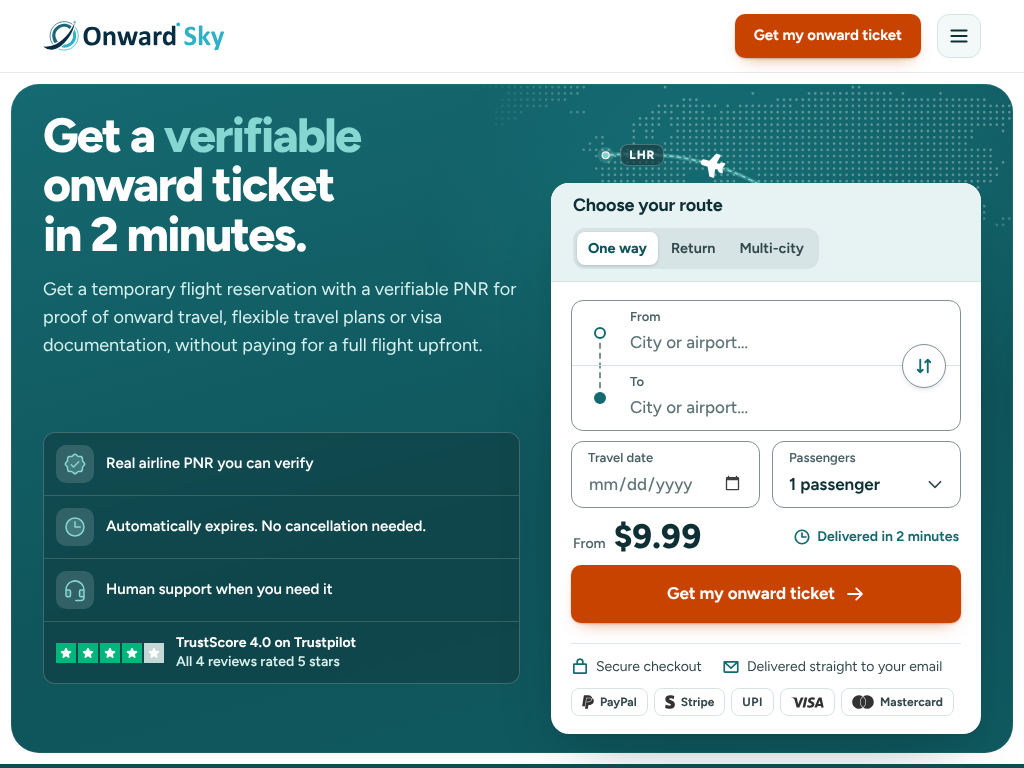 Onward Sky
Get my onward ticket
Get a verifiable
onward ticket
in 2 minutes.
Get a temporary flight reservation with a verifiable PNR for
proof of onward travel, flexible travel plans or visa
documentation, without paying for a full flight upfront.
Real airline PNR you can verify
Automatically expires. No cancellation needed.
Human support when you need it
TrustScore 4.0 on Trustpilot
All 4 reviews rated 5 stars
LHR
Choose your route
One way Return Multi-city
From
City or airport...
To
City or airport...
Travel date
mm/dd/yyyy
Passengers
1 passenger
From $9.99
Delivered in 2 minutes
Get my onward ticket
Secure checkout Delivered straight to your email
PayPal Stripe UPI VISA Mastercard